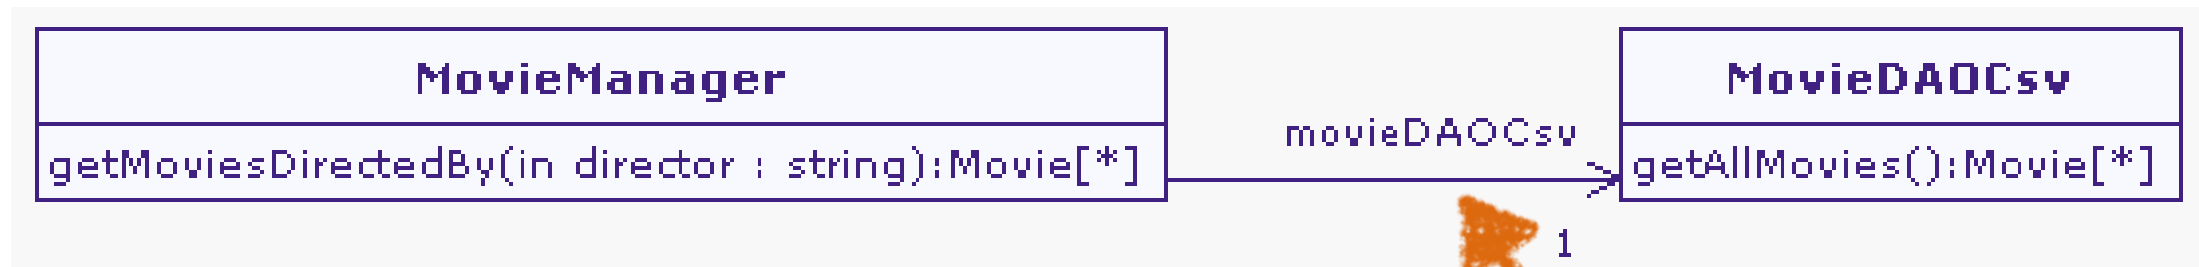 MovieManager
getMoviesDirectedBy(in director : string):Movie[*]
movieDAOCsv
1
MovieDAOCsv
getAllMovies():Movie[*]